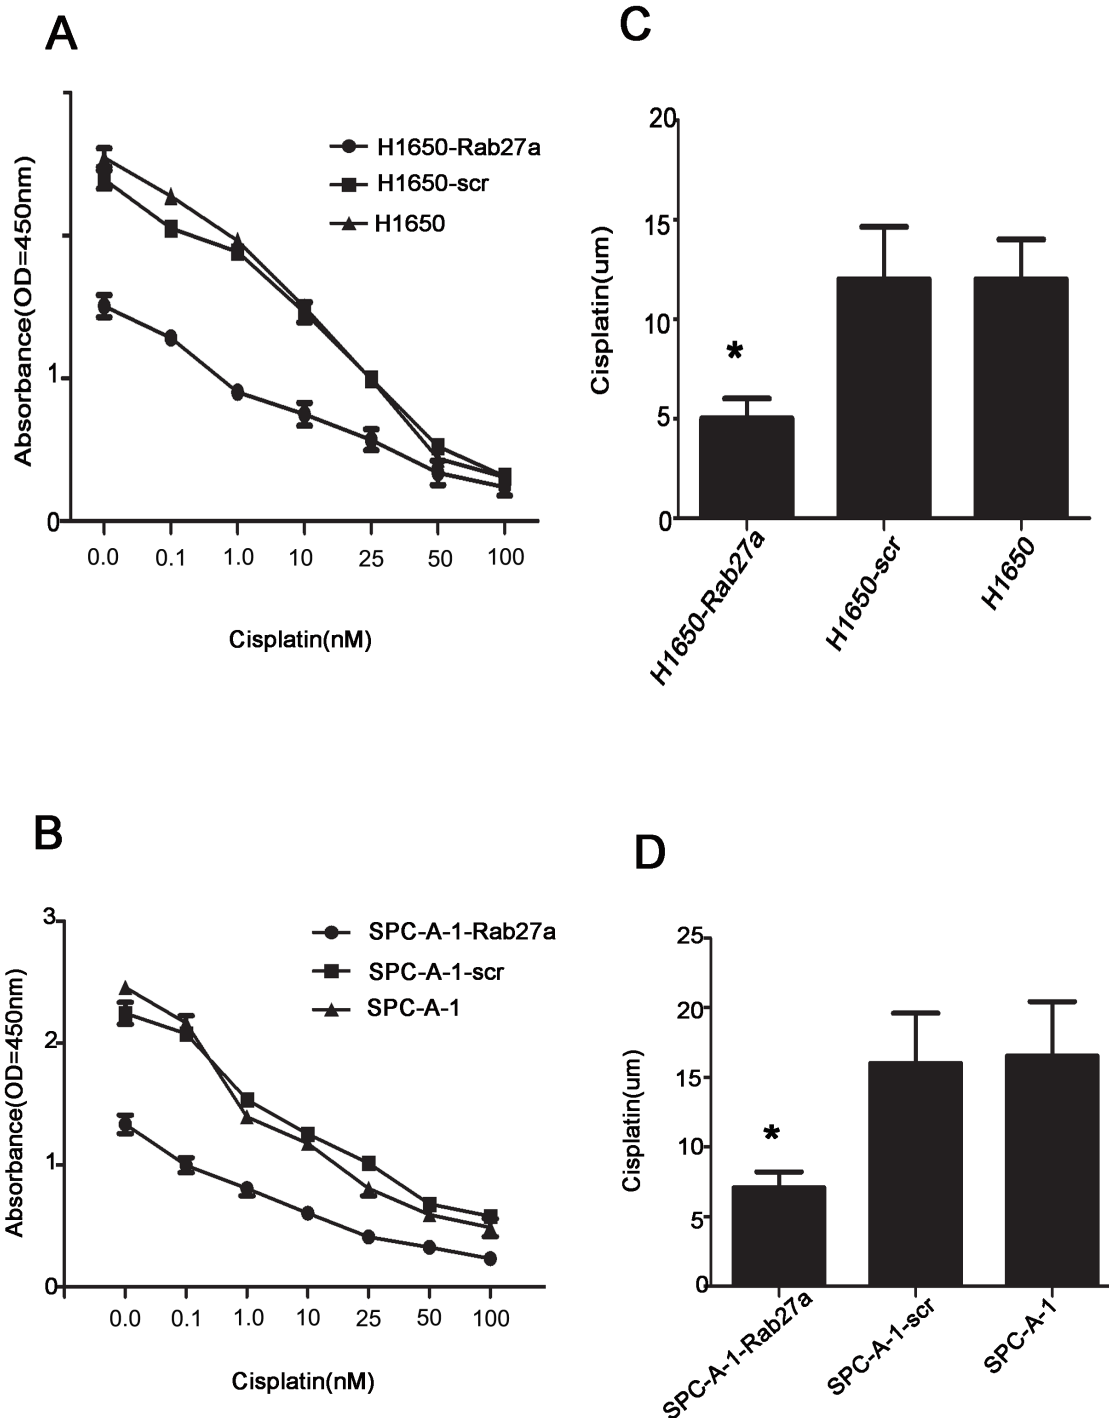 A
Absorbance(OD=450nm)
1
0
H1650-Rab27a
H1650-scr
H1650
0.0 0.1 1.0 10 25 50 100
Cisplatin(nM)
C
Cisplatin(um)
20
15
10
5
0
*
H1650-Rab27a
H1650-scr
H1650
B
Absorbance(OD=450nm)
3
2
1
0
SPC-A-1-Rab27a
SPC-A-1-scr
SPC-A-1
0.0 0.1 1.0 10 25 50 100
Cisplatin(nM)
D
Cisplatin(um)
25
20
15
10
5
0
*
SPC-A-1-Rab27a
SPC-A-1-scr
SPC-A-1